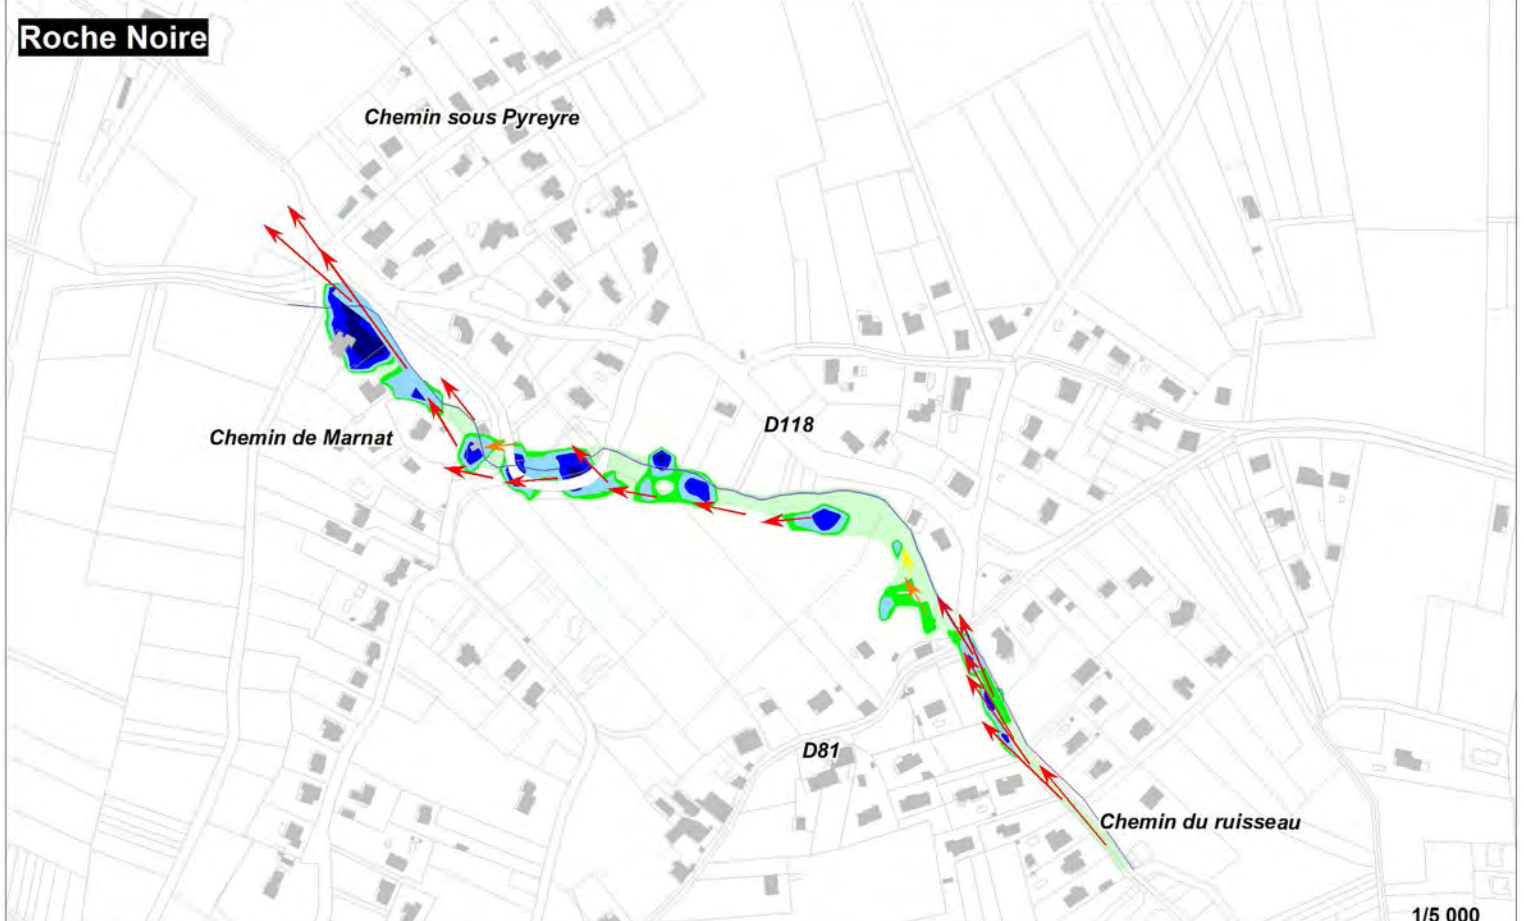 Roche Noire
Chemin sous Pyreyre
D118
Chemin de Marnat
D81
Chemin du ruisseau
1/5 000